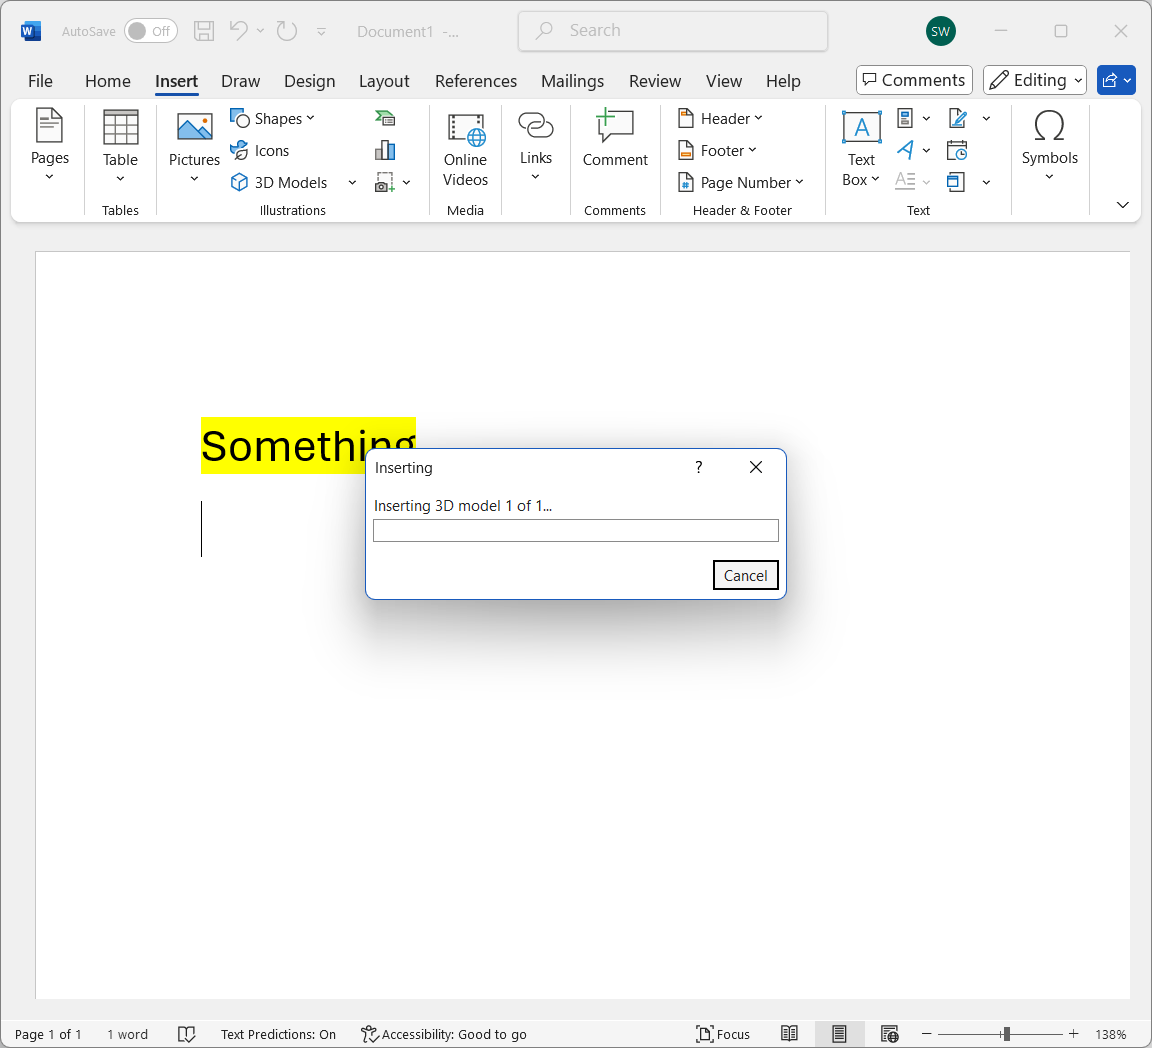 W AutoSave Off Document1 -... Search SW
File Home Insert Draw Design Layout References Mailings Review View Help Comments Editing
Pages
Table
Tables
Pictures
Shapes
Icons
3D Models
Illustrations
Online
Videos
Media
Links
Comment
Comments
Header
Footer
# Page Number
Header & Footer
A
Text
Box
A
A
Text
Ω
Symbols
Something
Inserting ?
Inserting 3D model 1 of 1...
Cancel
Page 1 of 1 1 word Text Predictions: On Accessibility: Good to go Focus 138%